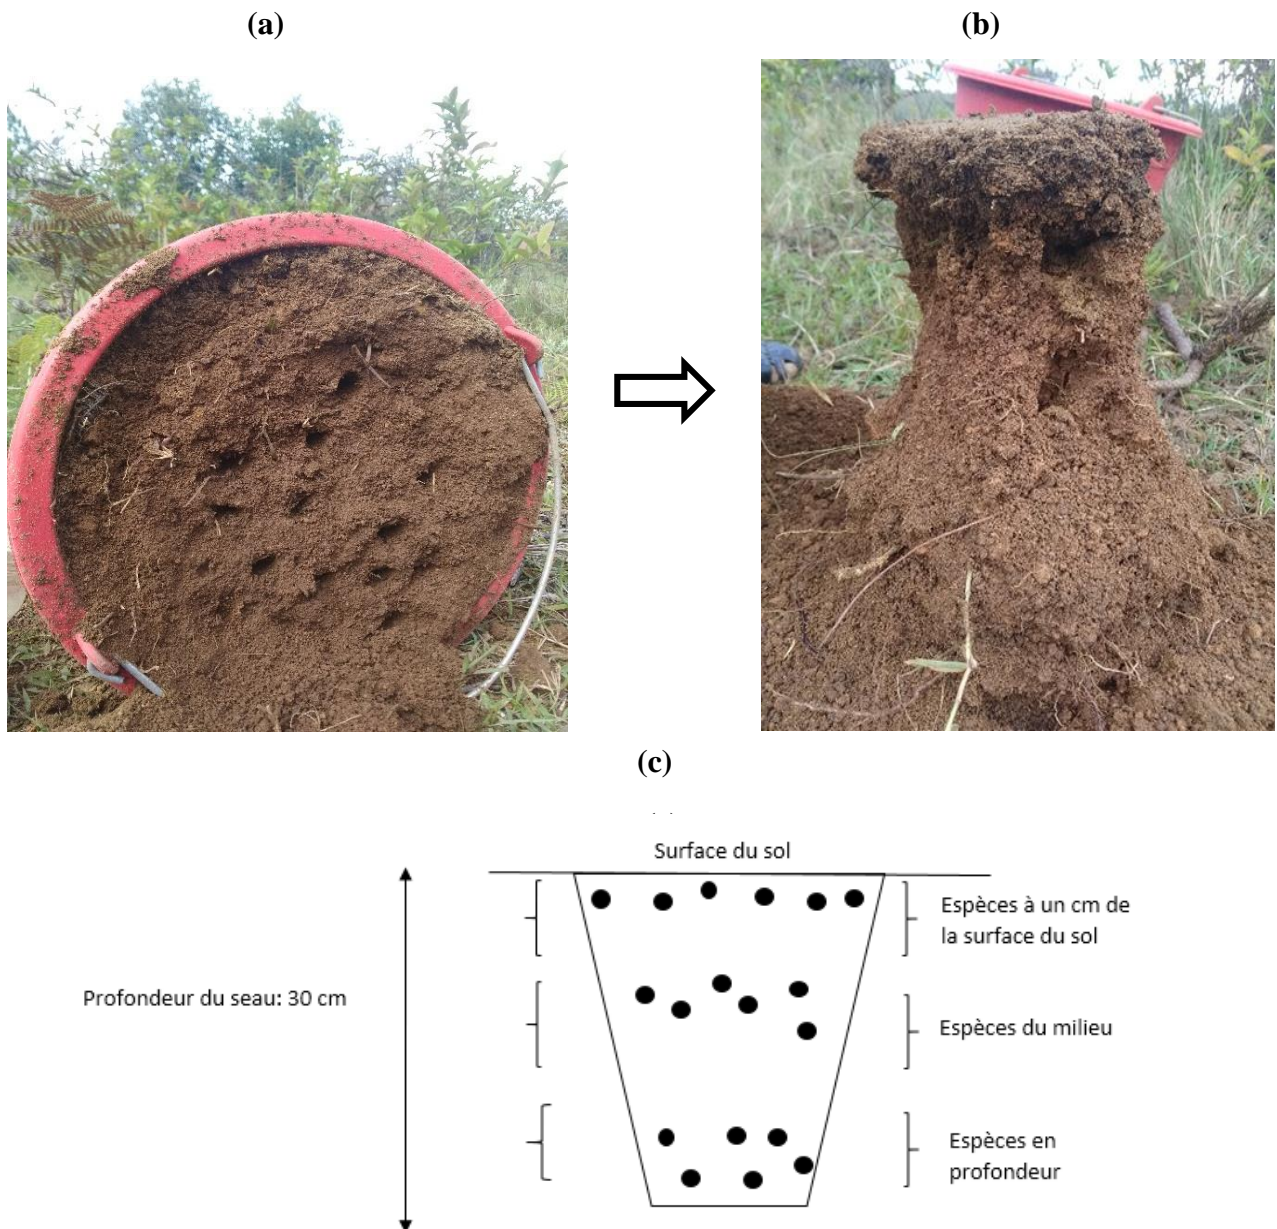 (a)
(b)
(c)
Surface du sol
Espèces à un cm de
la surface du sol
Profondeur du seau: 30 cm
Espèces du milieu
Espèces en
profondeur